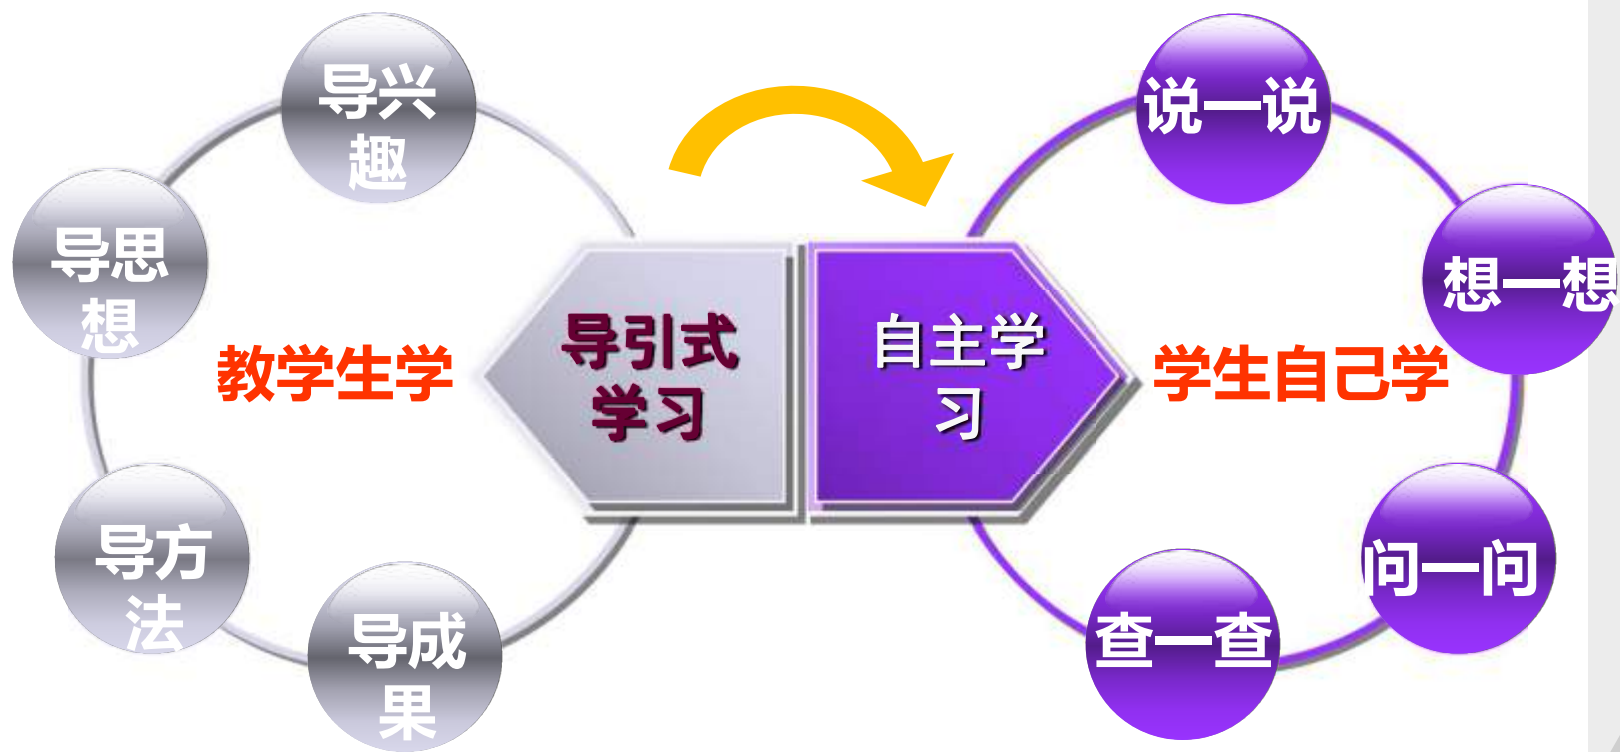 导兴
趣
导思
想
导方
法
导成
果
教学生学
导引式
学习
自主学
习
学生自己学
说一说
想一想
问一问
查一查